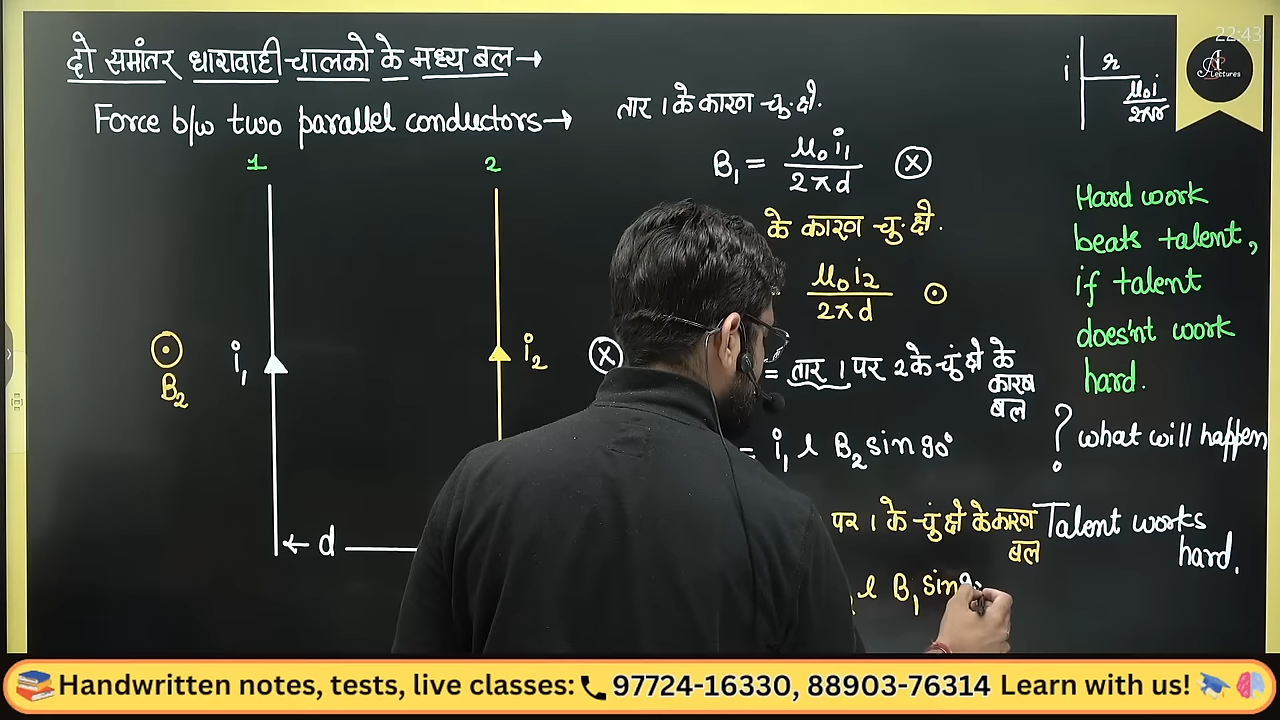 22:43
दो समांतर धारावाही चालको के मध्य बल →
Force b/w two parallel conductors →
1
2
i₁
i₂
B₂
d
तार 1 के कारण चु.क्षे.
B₁ = μ₀i₁ / 2πd ⊗
के कारण चु.क्षे.
μ₀i₂ / 2πd ⊙
= तार 1 पर 2 के चुं क्षे के कारण बल
= i₁ l B₂ sin 90°
पर 1 के चुं क्षे के कारण बल
l B₁ sin
i
r
μ₀i / 2πr
Lectures
Hard work
beats talent,
if talent
does'nt work
hard.
? what will happen
Talent works
hard.
Handwritten notes, tests, live classes: 97724-16330, 88903-76314 Learn with us!